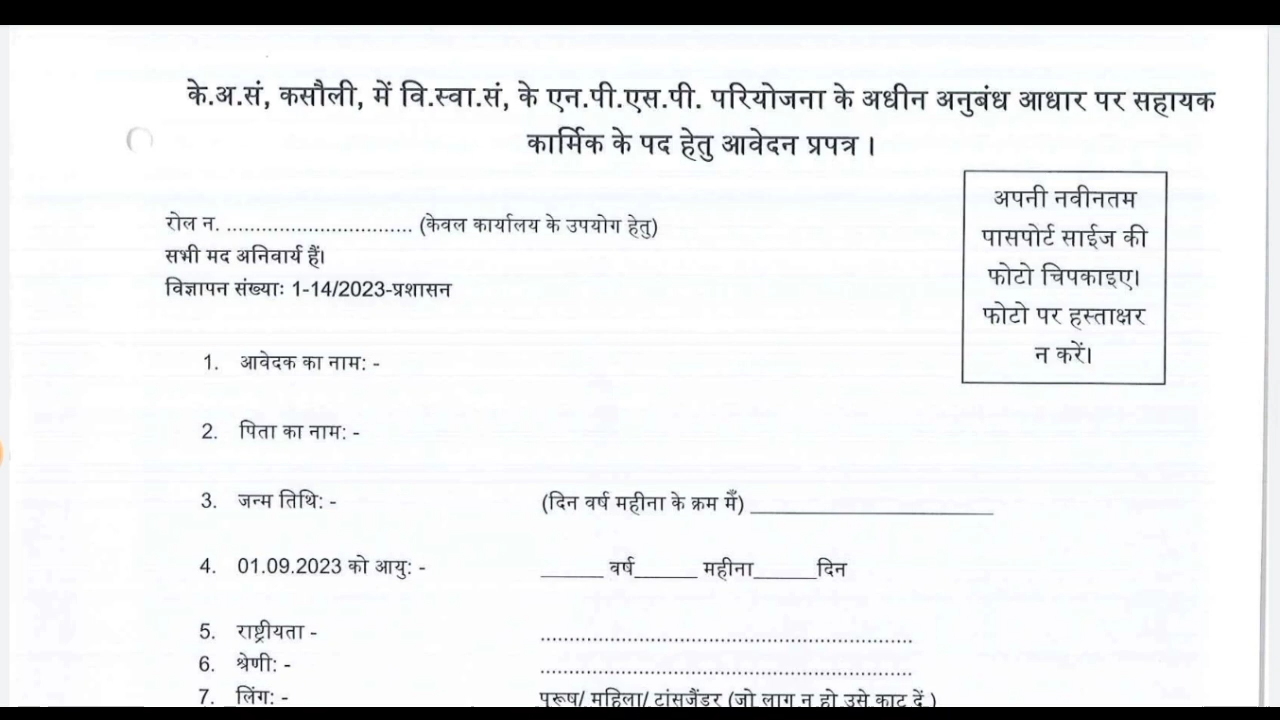 के.अ.सं, कसौली, में वि.स्वा.सं, के एन.पी.एस.पी. परियोजना के अधीन अनुबंध आधार पर सहायक
कार्मिक के पद हेतु आवेदन प्रपत्र ।
अपनी नवीनतम
पासपोर्ट साईज की
फोटो चिपकाइए।
फोटो पर हस्ताक्षर
न करें।
रोल न. ................................ (केवल कार्यालय के उपयोग हेतु)
सभी मद अनिवार्य हैं।
विज्ञापन संख्याः 1-14/2023-प्रशासन
1. आवेदक का नाम: -
2. पिता का नाम: -
3. जन्म तिथि: - (दिन वर्ष महीना के क्रम मेँ) ____________________
4. 01.09.2023 को आयु: - ______ वर्ष______ महीना______दिन
5. राष्ट्रीयता - ................................................................
6. श्रेणी: - ................................................................
7. लिंग: - पुरूष/ महिला/ टांसजैंडर (जो लाग न हो उसे काट दें )